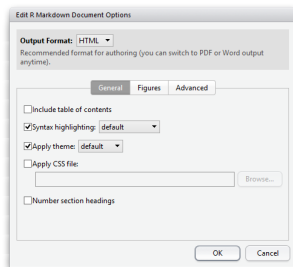 Edit R Markdown Document Options
Output Format: HTML
Recommended format for authoring (you can switch to PDF or Word output
anytime).
General Figures Advanced
Include table of contents
Syntax highlighting: default
Apply theme: default
Apply CSS file:
Browse...
Number section headings
OK Cancel